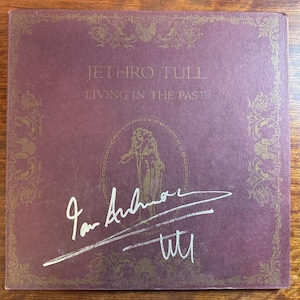 JETHRO TULL
LIVING IN THE PAST
Ian Anderson